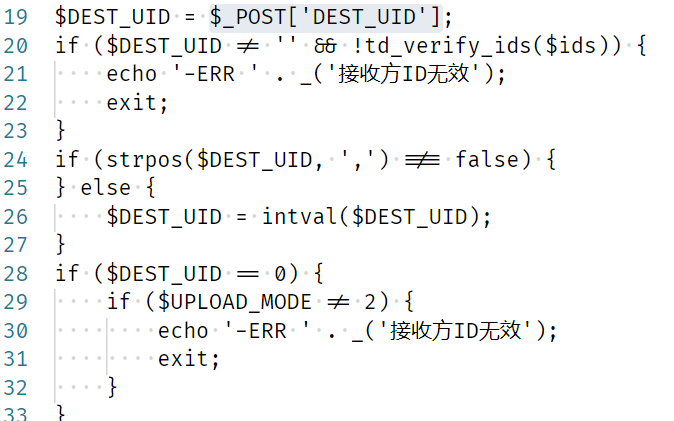 19 $DEST_UID = $_POST['DEST_UID'];
20 if ($DEST_UID != '' && !td_verify_ids($ids)) {
21     echo '-ERR ' . _('接收方ID无效');
22     exit;
23 }
24 if (strpos($DEST_UID, ',') !== false) {
25 } else {
26     $DEST_UID = intval($DEST_UID);
27 }
28 if ($DEST_UID == 0) {
29     if ($UPLOAD_MODE != 2) {
30         echo '-ERR ' . _('接收方ID无效');
31         exit;
32     }
33 }